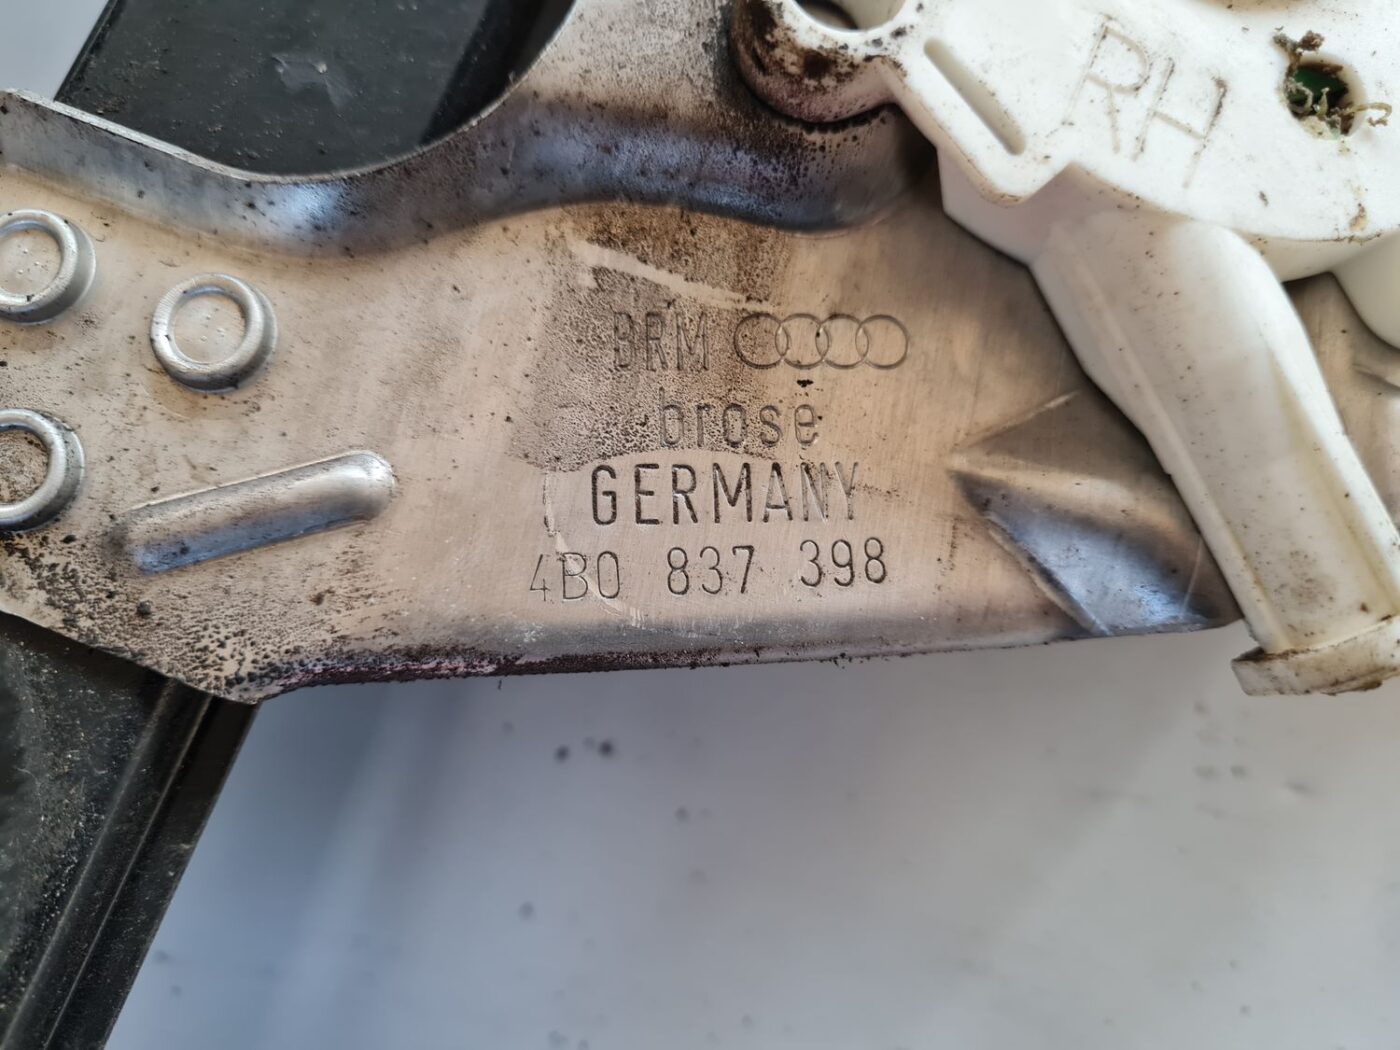 RH
BRM
brose
GERMANY
4B0 837 398